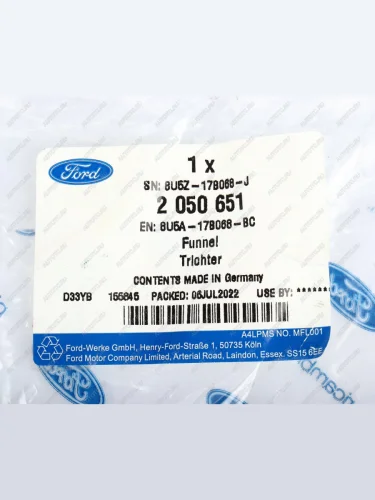 Ford
1 x
SN: 8U5Z-17B068-J
2 050 651
EN: 8U5A-17B068-BC
Funnel
Trichter
CONTENTS MADE IN Germany
D33YB 155845 PACKED: 06JUL2022 USE BY: *******
A4LPMS NO. MFL001
Ford-Werke GmbH, Henry-Ford-Straße 1, 50735 Köln
Ford Motor Company Limited, Arterial Road, Laindon, Essex. SS15 6EE